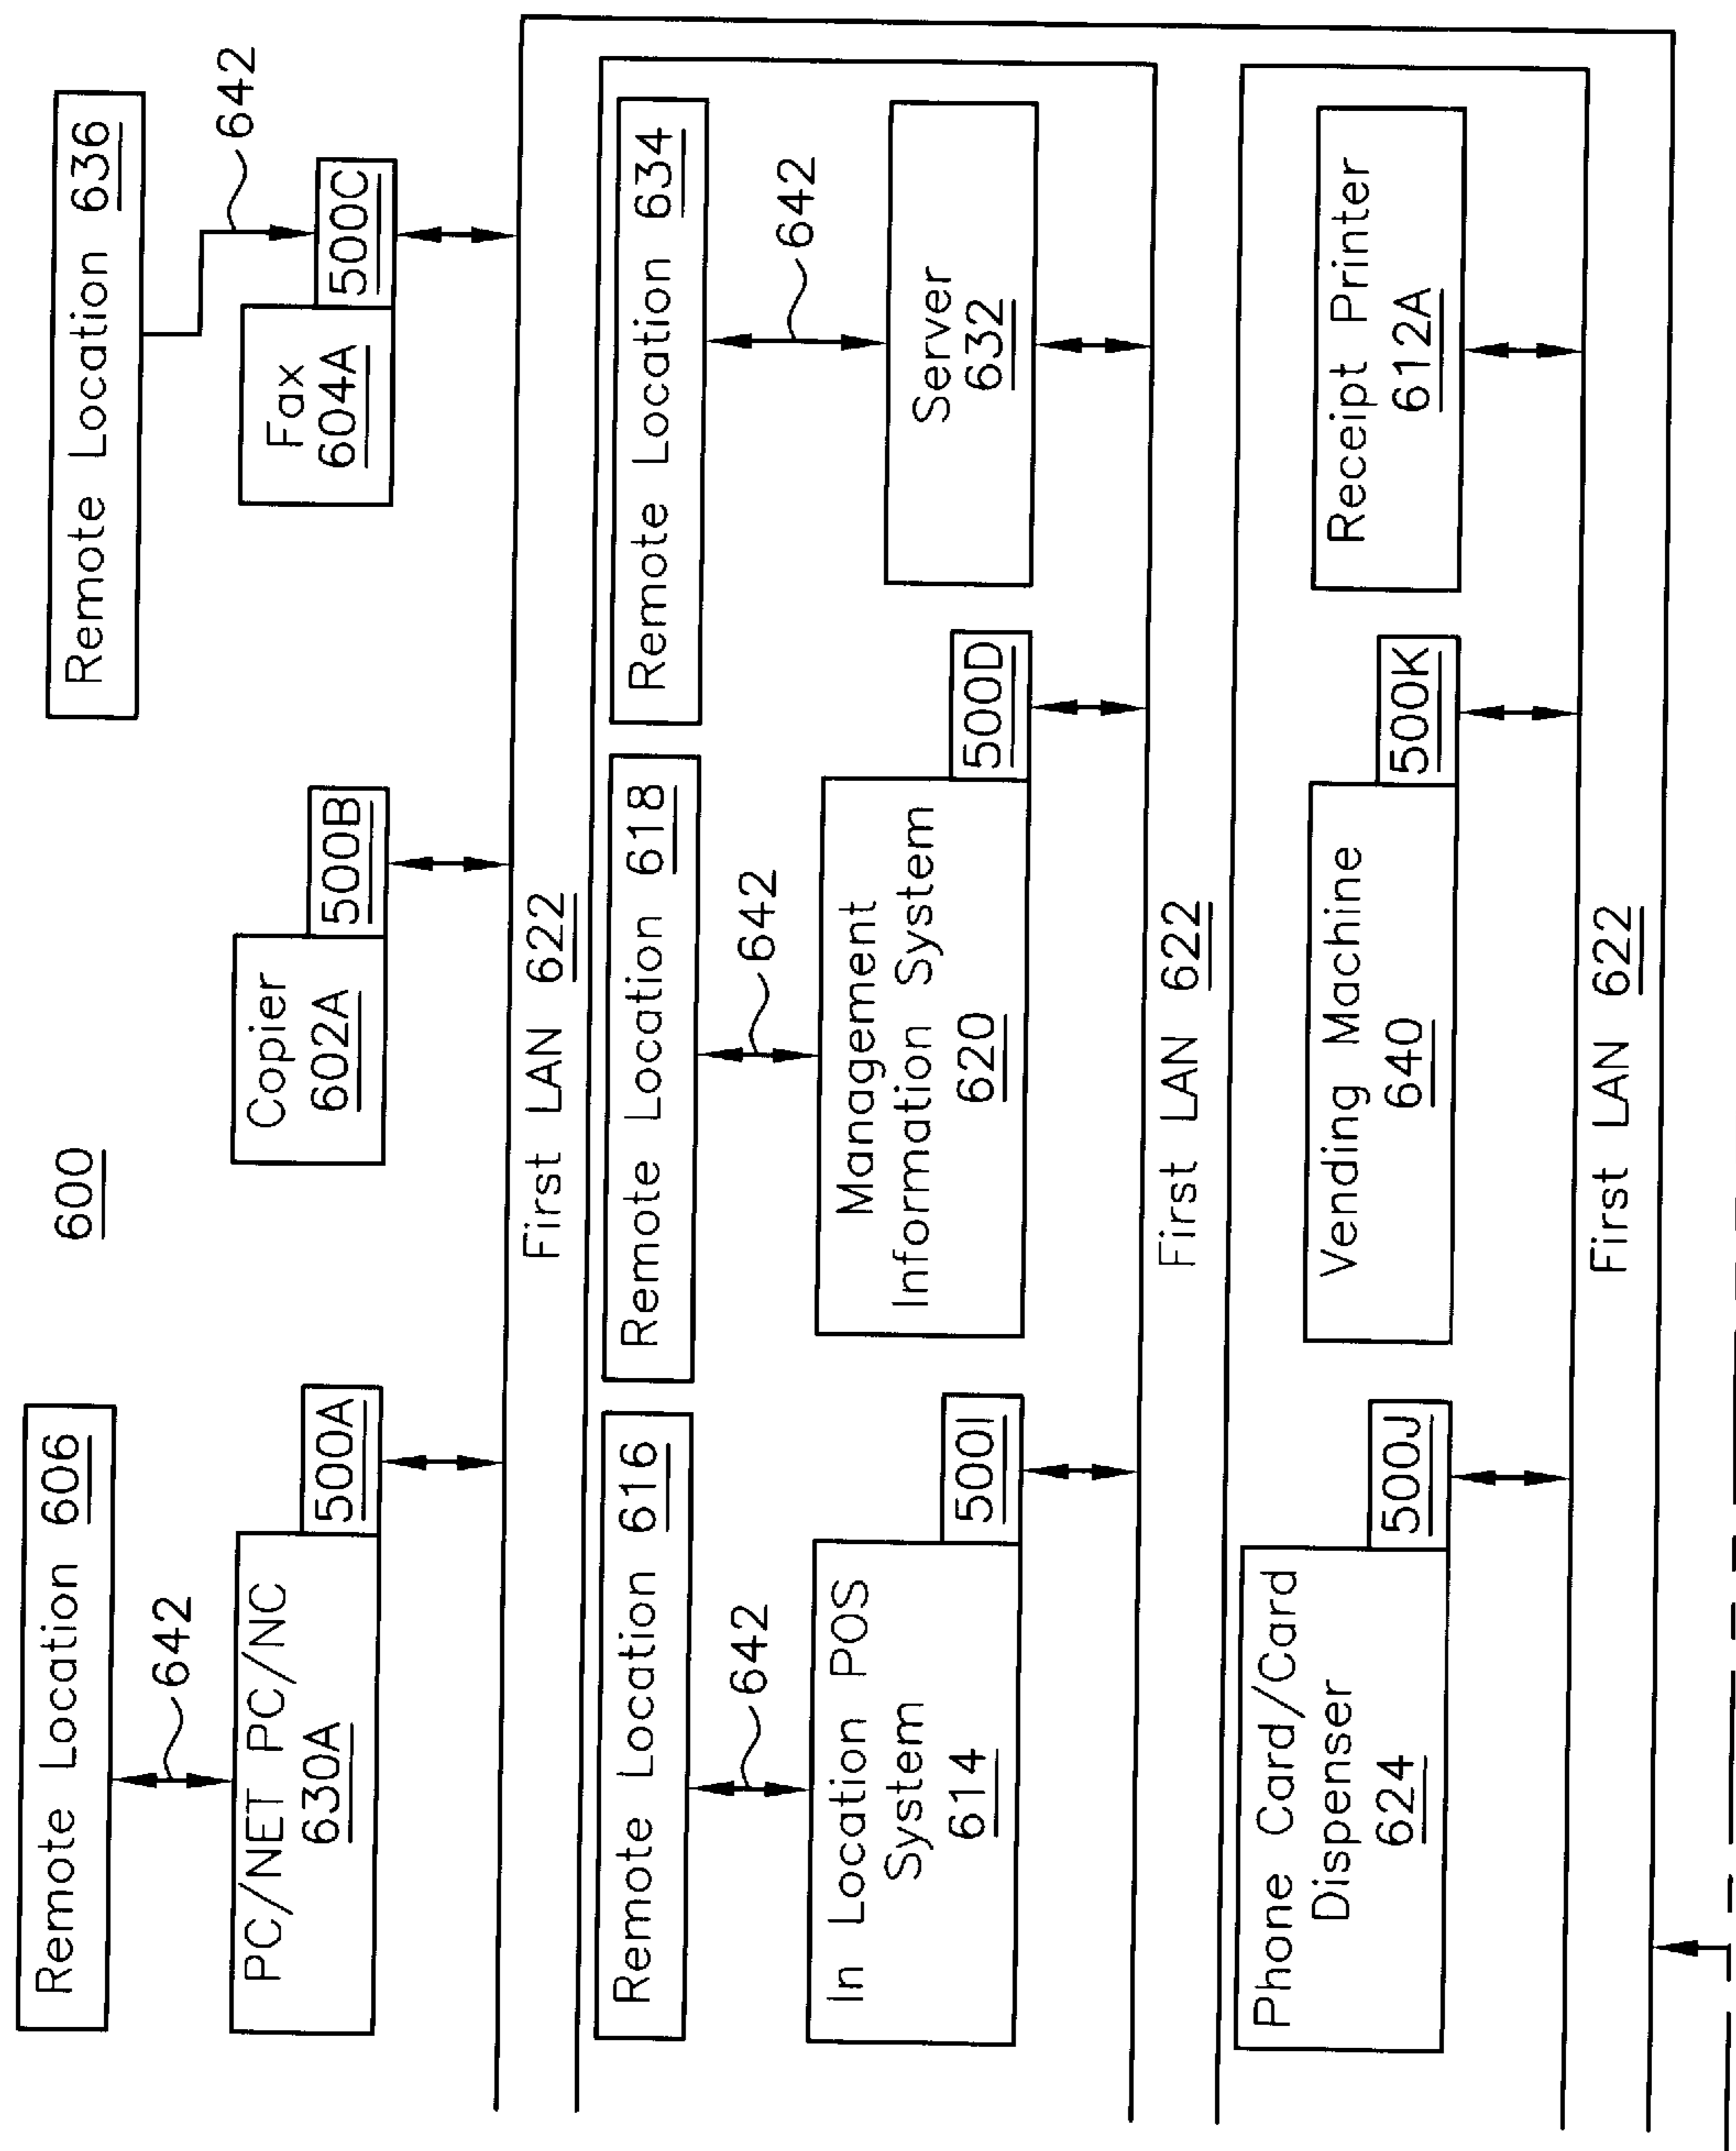 600
Remote Location 606
642
PC/NET PC/NC
630A
500A
Copier
602A
500B
Remote Location 636
642
Fax
604A
500C
First LAN 622
Remote Location 616
642
In Location POS
System
614
500I
Remote Location 618
642
Management
Information System
620
500D
Remote Location 634
642
Server
632
First LAN 622
Phone Card/Card
Dispenser
624
500J
Vending Machine
640
500K
Receipt Printer
612A
First LAN 622